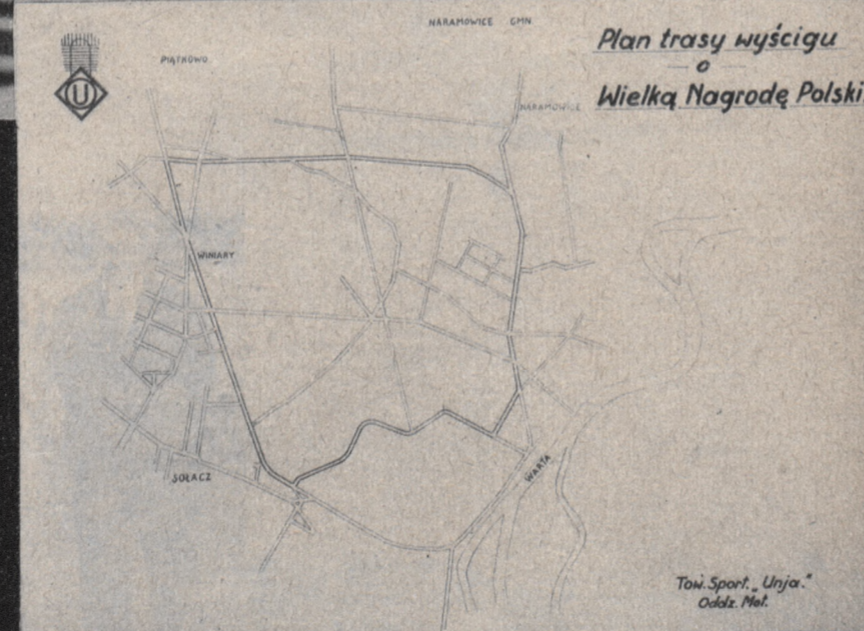 NARAMOWICE GMN
Plan trasy wyścigu
o
Wielką Nagrodę Polski
PIĄTKOWO
U
NARAMOWICE
WINIARY
SOŁACZ
WARTA
Tow. Sport. „Unja."
Oddz. Mot.